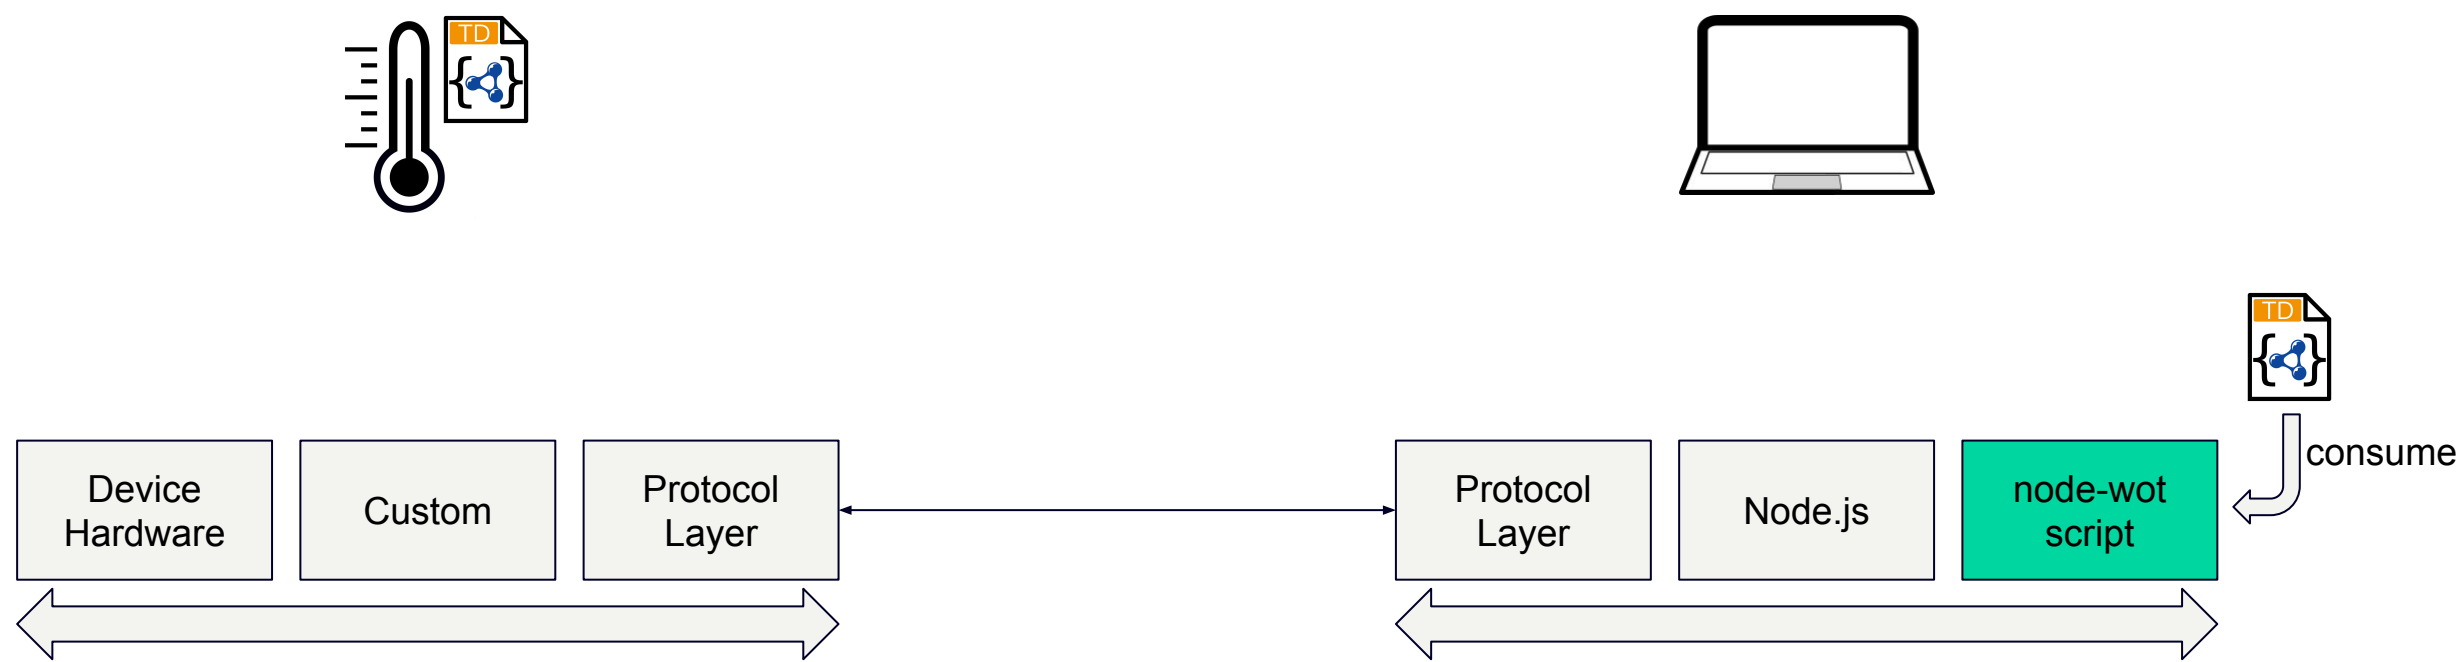 TD
TD
Device
Hardware
Custom
Protocol
Layer
Protocol
Layer
Node.js
node-wot
script
consume